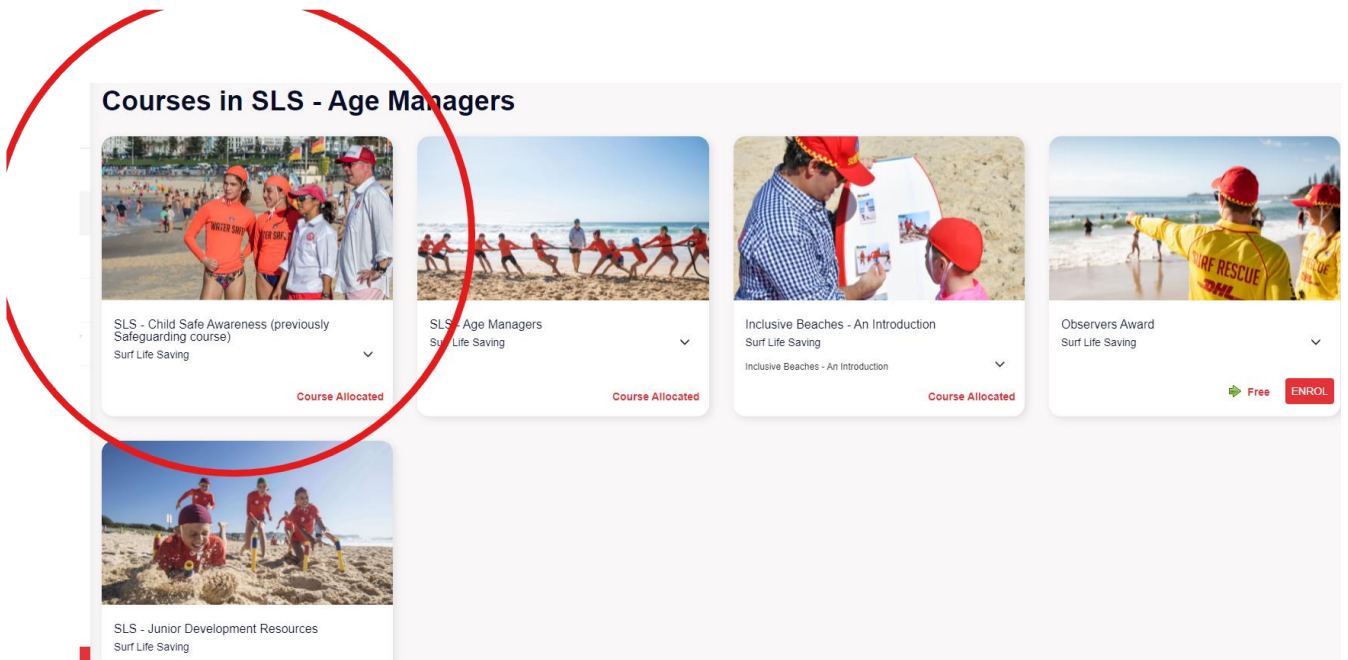 Courses in SLS - Age Managers
WATER SAFETY
WATER SAFE
SURF RESCUE
DHL
SLS - Child Safe Awareness (previously
Safeguarding course)
Surf Life Saving
Course Allocated
SLS - Age Managers
Surf Life Saving
Course Allocated
Inclusive Beaches - An Introduction
Surf Life Saving
Inclusive Beaches - An Introduction
Course Allocated
Observers Award
Surf Life Saving
Free
ENROL
SLS - Junior Development Resources
Surf Life Saving